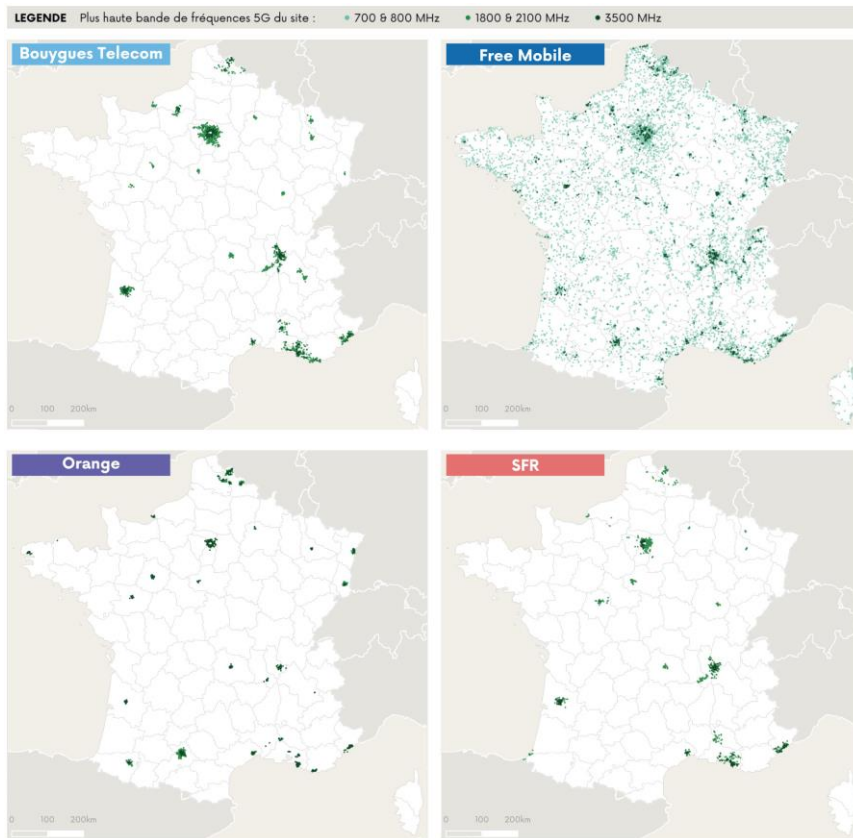 LEGENDE Plus haute bande de fréquences 5G du site : 700 & 800 MHz 1800 & 2100 MHz 3500 MHz
Bouygues Telecom
Free Mobile
0 100 200km
0 100 200km
Orange
SFR
0 100 200km
0 100 200km